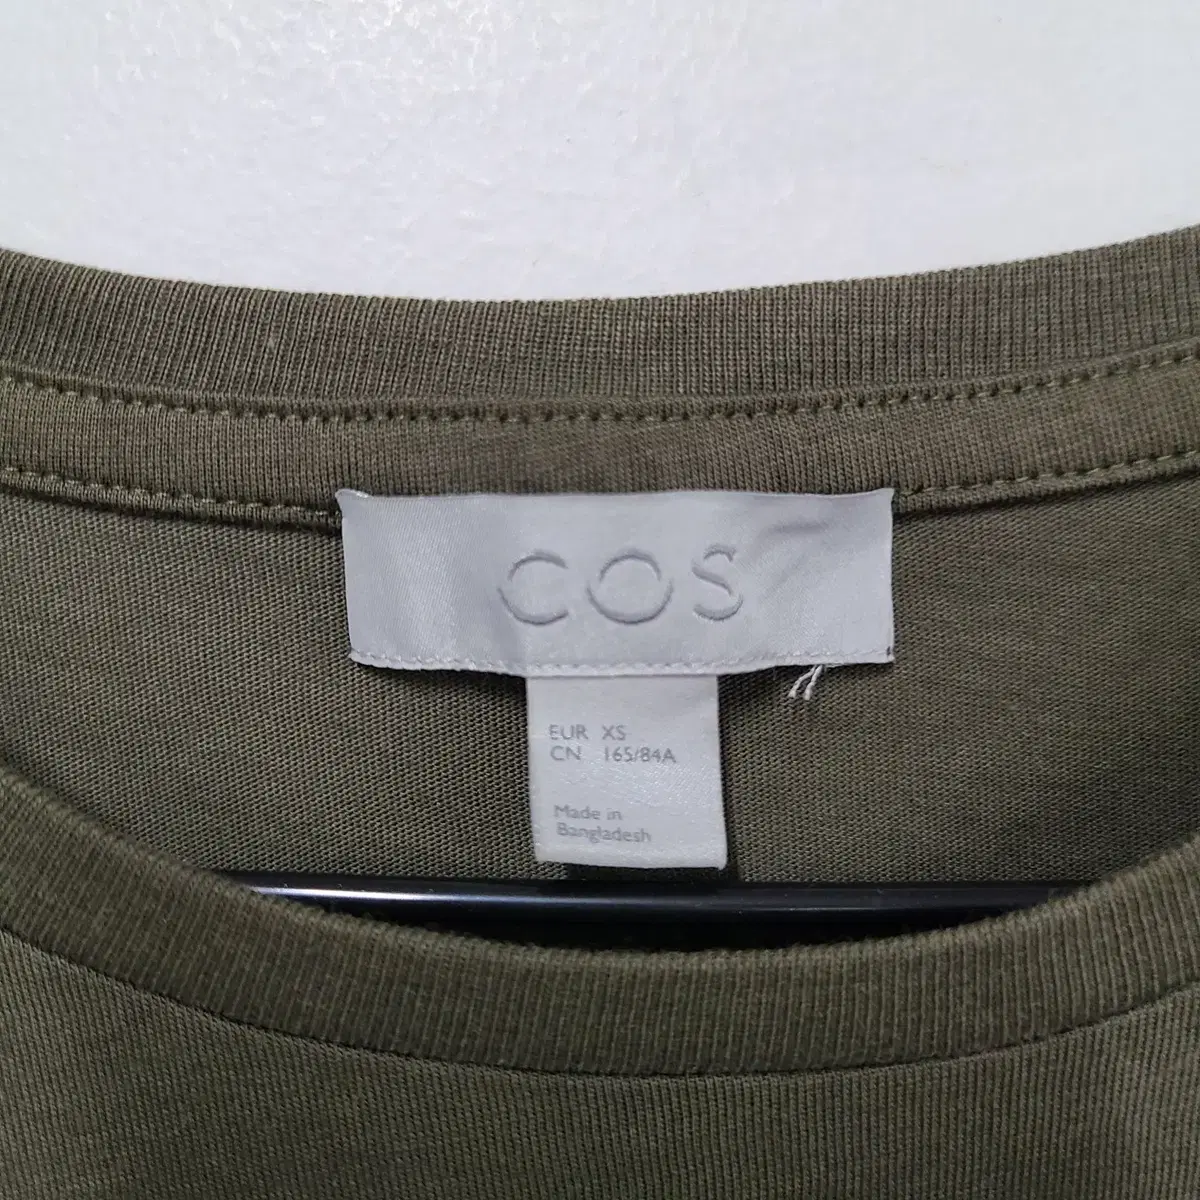 COS
EUR XS
CN 165/84A
Made in
Bangladesh